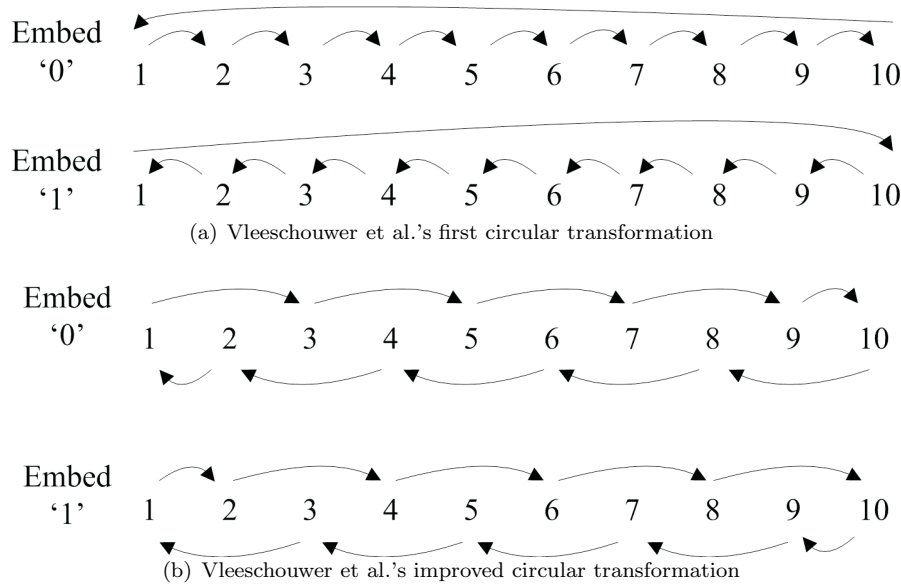 Embed
‘0’
1 2 3 4 5 6 7 8 9 10
Embed
‘1’
1 2 3 4 5 6 7 8 9 10
(a) Vleeschouwer et al.'s first circular transformation
Embed
‘0’
1 2 3 4 5 6 7 8 9 10
Embed
‘1’
1 2 3 4 5 6 7 8 9 10
(b) Vleeschouwer et al.'s improved circular transformation